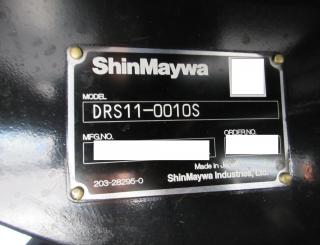 ShinMaywa
MODEL
DRS11-0010S
MFG.NO. ORDER.NO.
Made in Japan
203-28295-0 ShinMaywa Industries, Ltd.